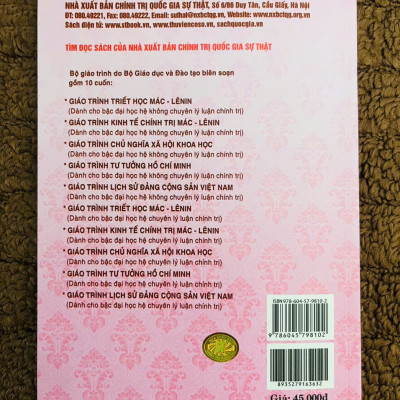 NHÀ XUẤT BẢN CHÍNH TRỊ QUỐC GIA SỰ THẬT, Số 6/86 Duy Tân, Cầu Giấy, Hà Nội
ĐT: 080.49221, Fax: 080.49222, Email: suthat@nxbctqg.vn, Website: www.nxbctqg.org.vn
Sách điện tử: www.stbook.vn, www.thuviencoso.vn, sachquocgia.vn
TÌM ĐỌC SÁCH CỦA NHÀ XUẤT BẢN CHÍNH TRỊ QUỐC GIA SỰ THẬT
Bộ giáo trình do Bộ Giáo dục và Đào tạo biên soạn
gồm 10 cuốn:
* GIÁO TRÌNH TRIẾT HỌC MÁC - LÊNIN
(Dành cho bậc đại học hệ không chuyên lý luận chính trị)
* GIÁO TRÌNH KINH TẾ CHÍNH TRỊ MÁC - LÊNIN
(Dành cho bậc đại học hệ không chuyên lý luận chính trị)
* GIÁO TRÌNH CHỦ NGHĨA XÃ HỘI KHOA HỌC
(Dành cho bậc đại học hệ không chuyên lý luận chính trị)
* GIÁO TRÌNH TƯ TƯỞNG HỒ CHÍ MINH
(Dành cho bậc đại học hệ không chuyên lý luận chính trị)
* GIÁO TRÌNH LỊCH SỬ ĐẢNG CỘNG SẢN VIỆT NAM
(Dành cho bậc đại học hệ không chuyên lý luận chính trị)
* GIÁO TRÌNH TRIẾT HỌC MÁC - LÊNIN
(Dành cho bậc đại học hệ chuyên lý luận chính trị)
* GIÁO TRÌNH KINH TẾ CHÍNH TRỊ MÁC - LÊNIN
(Dành cho bậc đại học hệ chuyên lý luận chính trị)
* GIÁO TRÌNH CHỦ NGHĨA XÃ HỘI KHOA HỌC
(Dành cho bậc đại học hệ chuyên lý luận chính trị)
* GIÁO TRÌNH TƯ TƯỞNG HỒ CHÍ MINH
(Dành cho bậc đại học hệ chuyên lý luận chính trị)
* GIÁO TRÌNH LỊCH SỬ ĐẢNG CỘNG SẢN VIỆT NAM
(Dành cho bậc đại học hệ chuyên lý luận chính trị)
ISBN 978-604-57-9810-2
9 786045 798102
8935279163632
Giá: 45.000đ